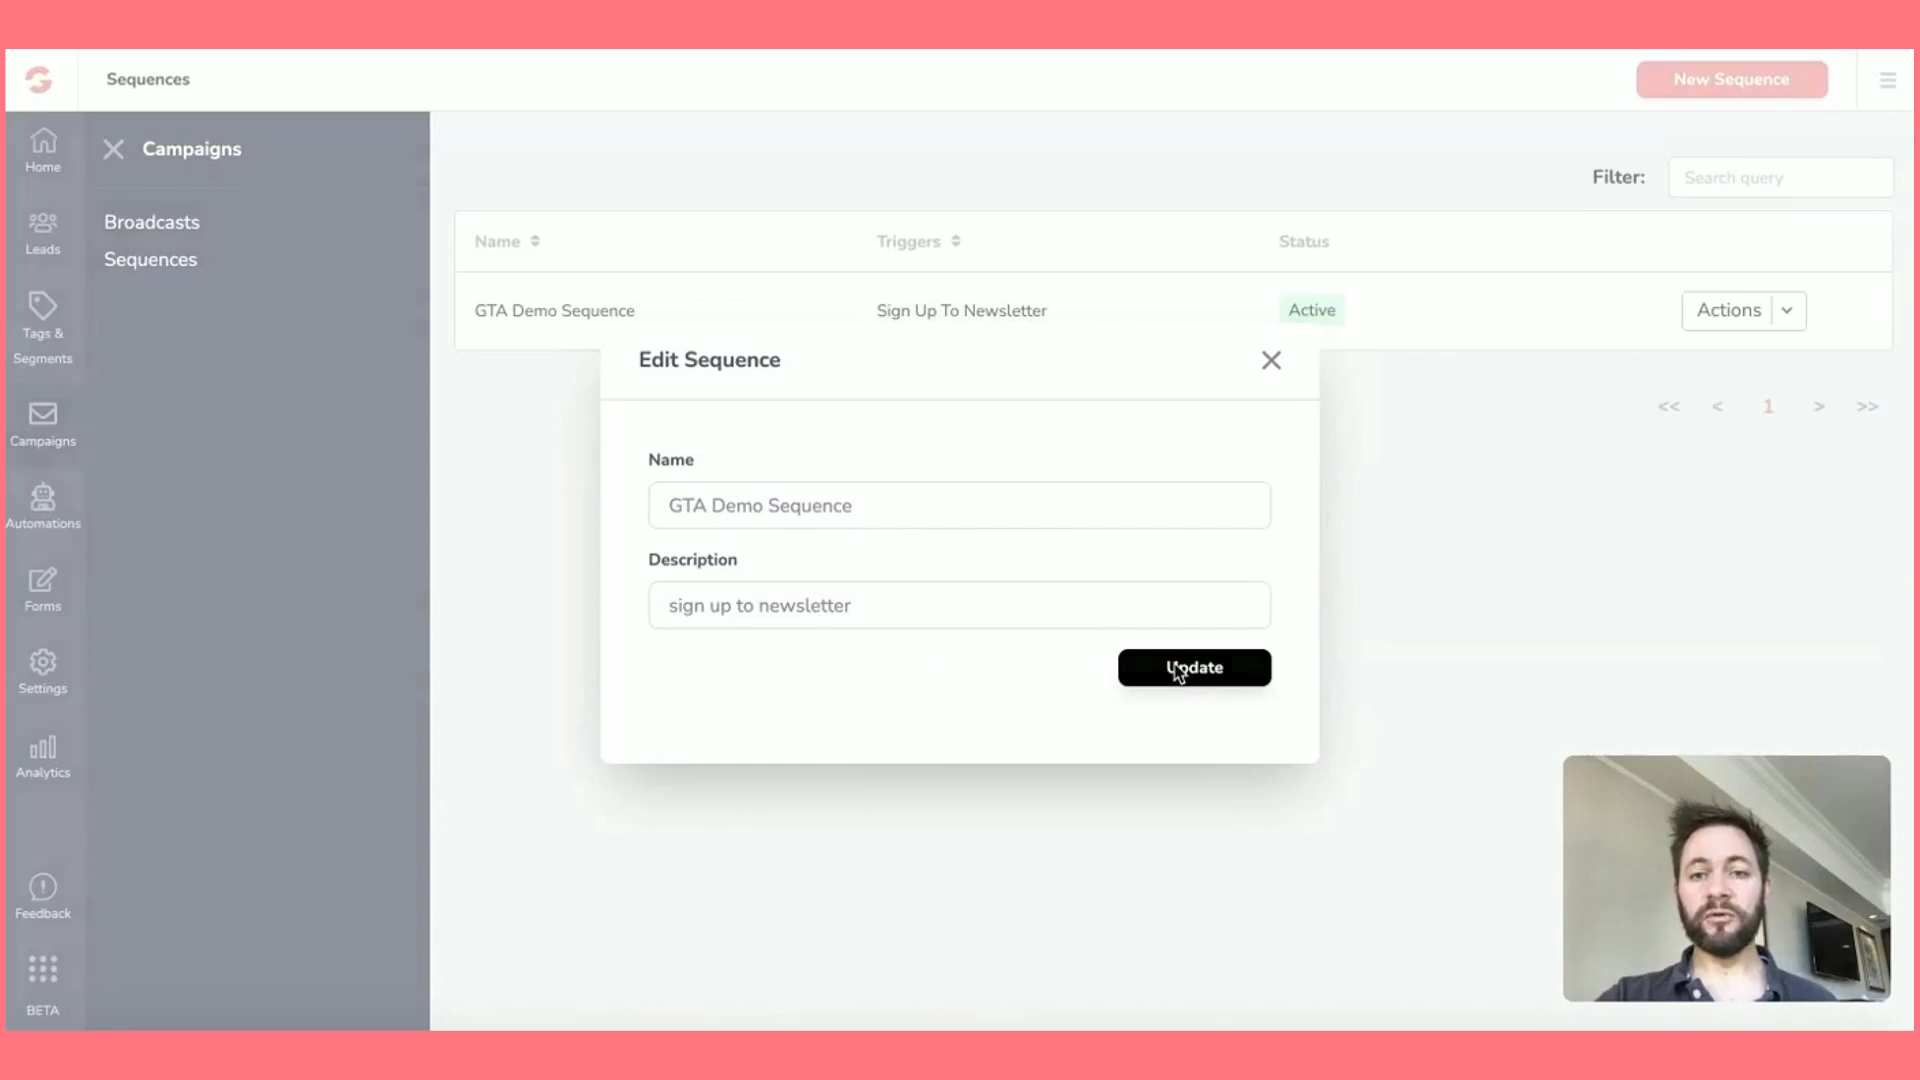 Sequences
New Sequence
Home
Leads
Tags &
Segments
Campaigns
Automations
Forms
Settings
Analytics
Feedback
BETA
Campaigns
Broadcasts
Sequences
Filter:
Search query
Name
Triggers
Status
GTA Demo Sequence
Sign Up To Newsletter
Active
Actions
<< < 1 > >>
Edit Sequence
Name
GTA Demo Sequence
Description
sign up to newsletter
Update